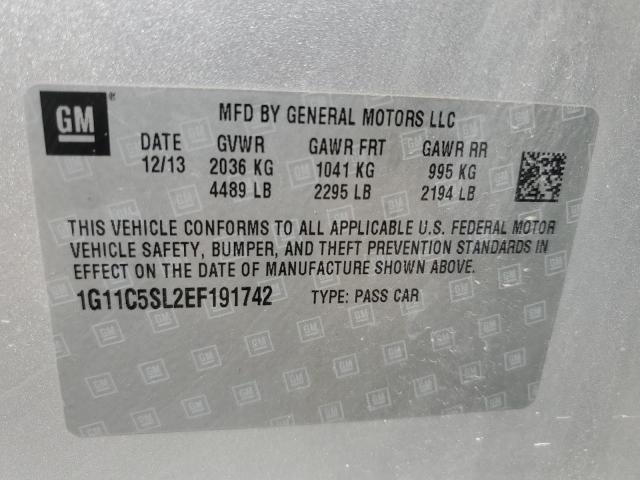 GM ®
MFD BY GENERAL MOTORS LLC
DATE GVWR GAWR FRT GAWR RR
12/13 2036 KG 1041 KG 995 KG
4489 LB 2295 LB 2194 LB
THIS VEHICLE CONFORMS TO ALL APPLICABLE U.S. FEDERAL MOTOR
VEHICLE SAFETY, BUMPER, AND THEFT PREVENTION STANDARDS IN
EFFECT ON THE DATE OF MANUFACTURE SHOWN ABOVE.
1G11C5SL2EF191742 TYPE: PASS CAR